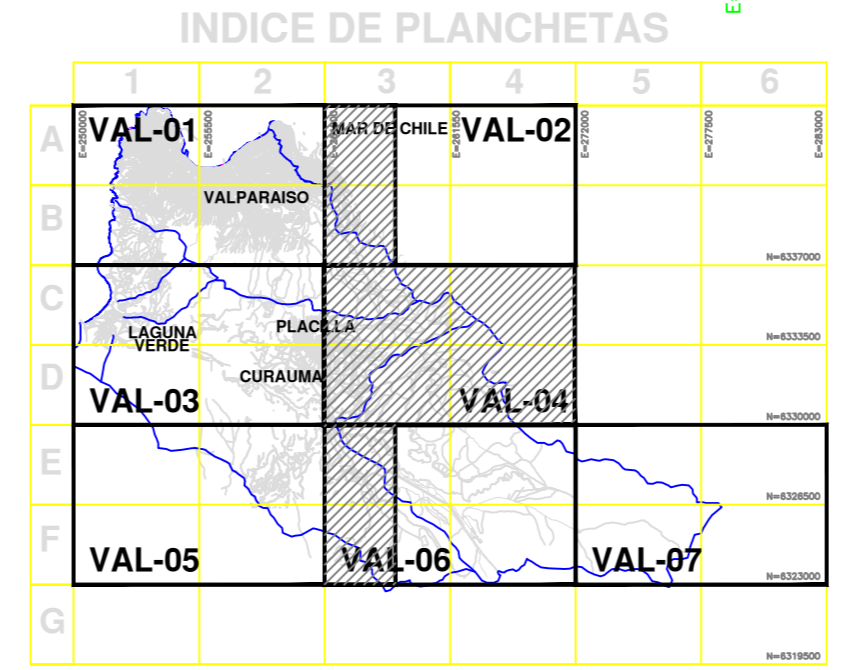 E=
INDICE DE PLANCHETAS
1 2 3 4 5 6
A
E=250000
VAL-01
E=255500
MAR DE CHILE
E=261550
VAL-02
E=272000
E=277500
E=283000
B
VALPARAISO
N=6337000
C
LAGUNA
VERDE
PLACILLA
N=6333500
D
CURAUMA
VAL-03
VAL-04
N=6330000
E
N=6326500
F
VAL-05
VAL-06
VAL-07
N=6323000
G
N=6319500